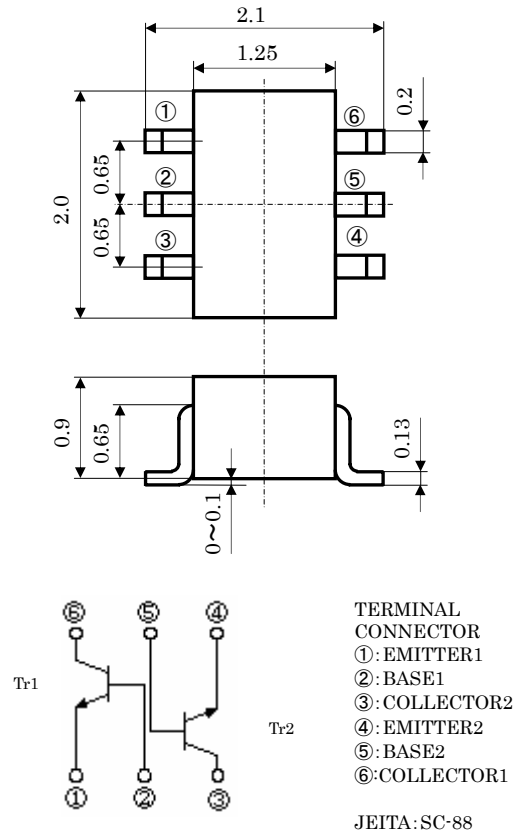 2.1
1.25
①
⑥
0.2
0.65
②
⑤
2.0
0.65
③
④
0.9
0.65
0.13
0～0.1
⑥ ⑤ ④
Tr1
Tr2
① ② ③
TERMINAL
CONNECTOR
①:EMITTER1
②:BASE1
③:COLLECTOR2
④:EMITTER2
⑤:BASE2
⑥:COLLECTOR1
JEITA:SC-88